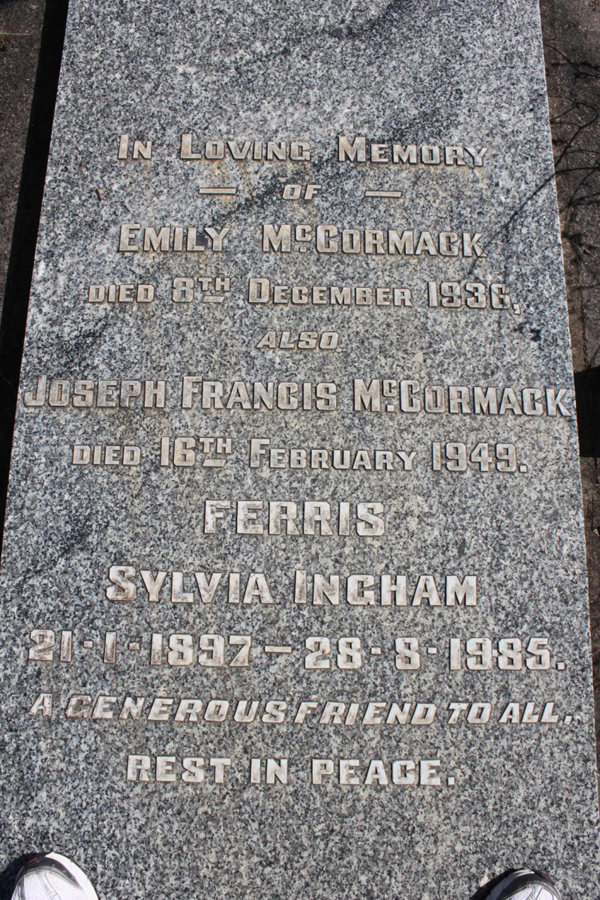 IN LOVING MEMORY
— OF —
EMILY McCORMACK
DIED 8TH DECEMBER 1936,
ALSO
JOSEPH FRANCIS McCORMACK
DIED 16TH FEBRUARY 1949.
FERRIS
SYLVIA INGHAM
21·1·1897 — 28·8·1985.
A GENEROUS FRIEND TO ALL.
REST IN PEACE.